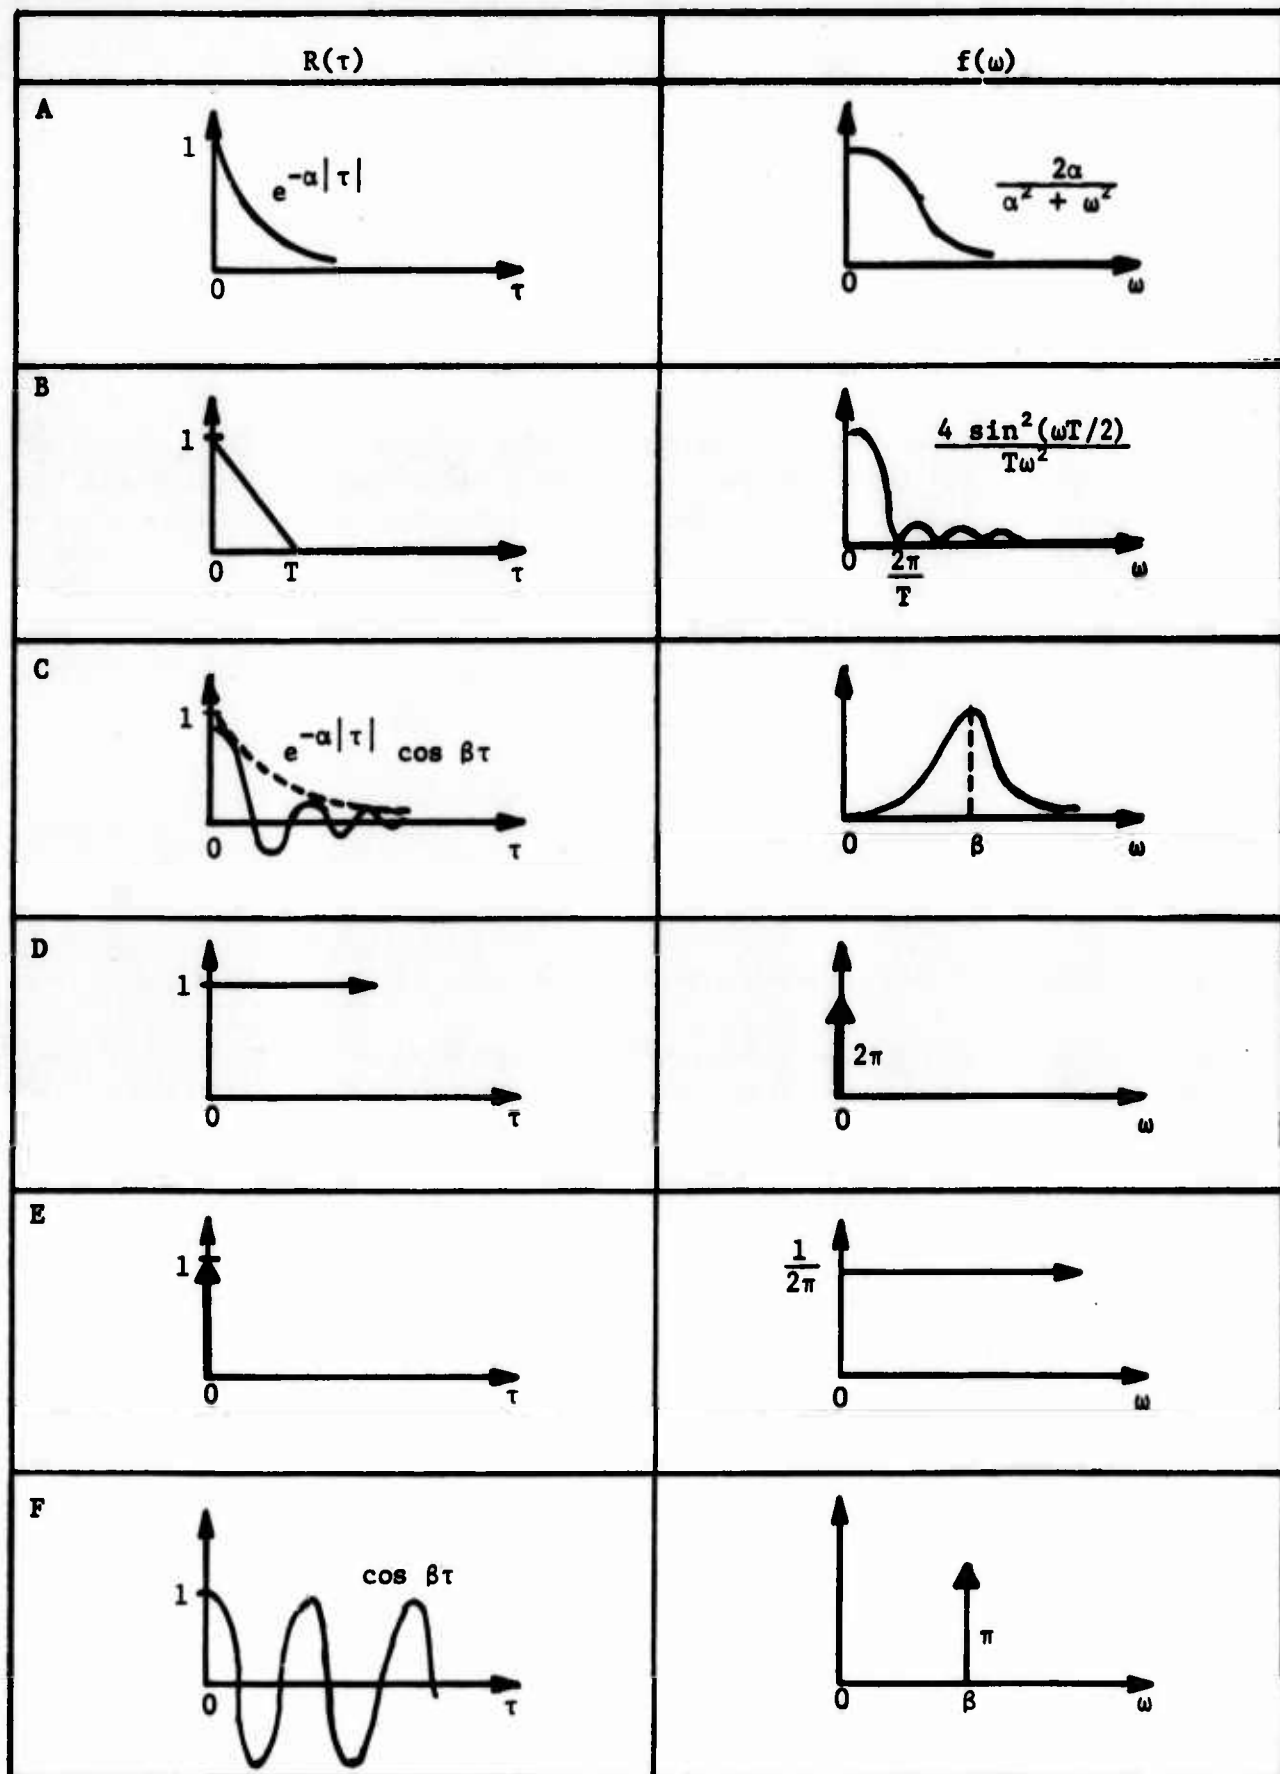 R(τ) f(ω)
A
1
e^{-α|τ|}
0 τ
2α / (α² + ω²)
0 ω
B
1
0 T τ
4 sin²(ωT/2) / Tω²
0 2π/T ω
C
1
e^{-α|τ|} cos βτ
0 τ
0 β ω
D
1
0 τ
2π
0 ω
E
1
0 τ
1/2π
0 ω
F
1
cos βτ
0 τ
π
0 β ω